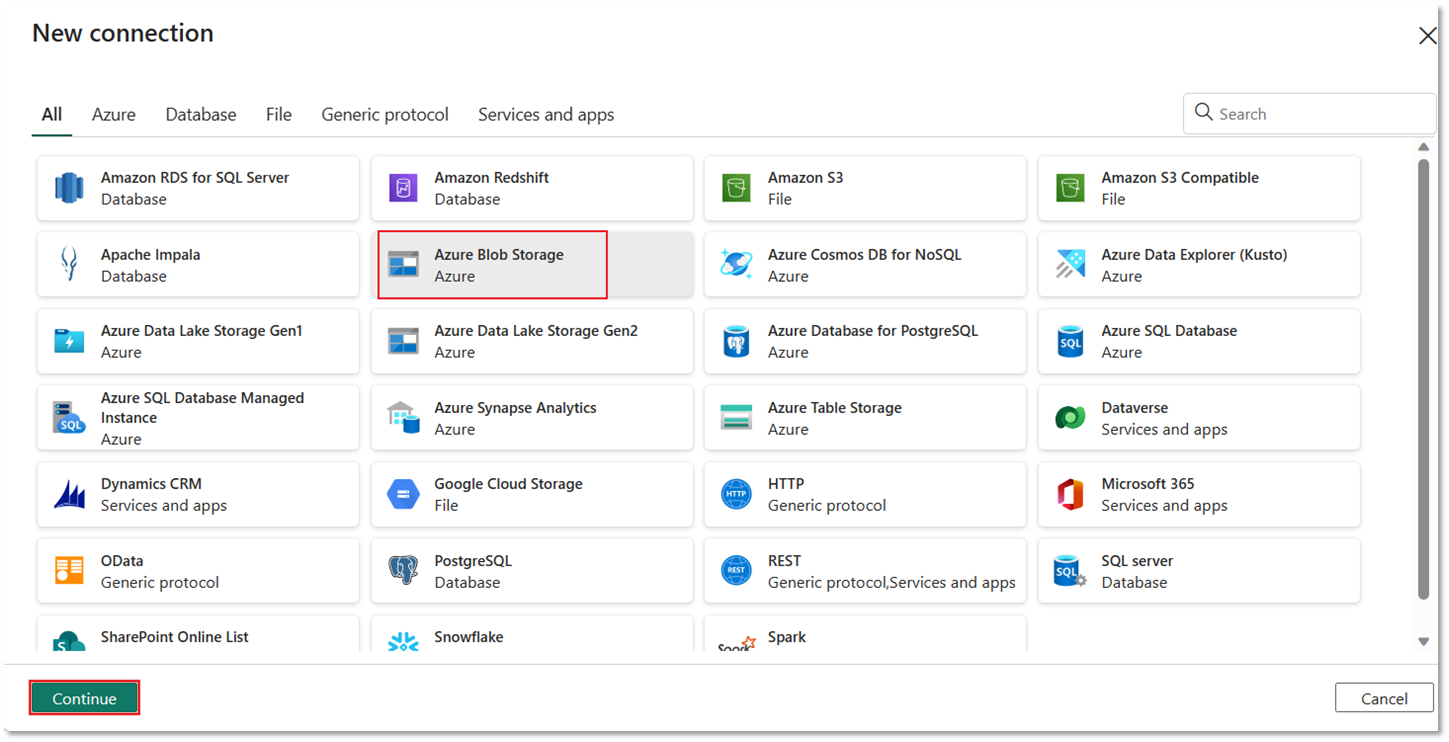 New connection
All Azure Database File Generic protocol Services and apps Search
Amazon RDS for SQL Server
Database
Amazon Redshift
Database
Amazon S3
File
Amazon S3 Compatible
File
Apache Impala
Database
Azure Blob Storage
Azure
Azure Cosmos DB for NoSQL
Azure
Azure Data Explorer (Kusto)
Azure
Azure Data Lake Storage Gen1
Azure
Azure Data Lake Storage Gen2
Azure
Azure Database for PostgreSQL
Azure
SQL
Azure SQL Database
Azure
SQL
Azure SQL Database Managed
Instance
Azure
Azure Synapse Analytics
Azure
Azure Table Storage
Azure
Dataverse
Services and apps
Dynamics CRM
Services and apps
Google Cloud Storage
File
HTTP
HTTP
Generic protocol
Microsoft 365
Services and apps
OData
Generic protocol
PostgreSQL
Database
REST
REST
Generic protocol,Services and apps
SQL
SQL server
Database
S
SharePoint Online List
Snowflake
Spark
Spark
Continue
Cancel